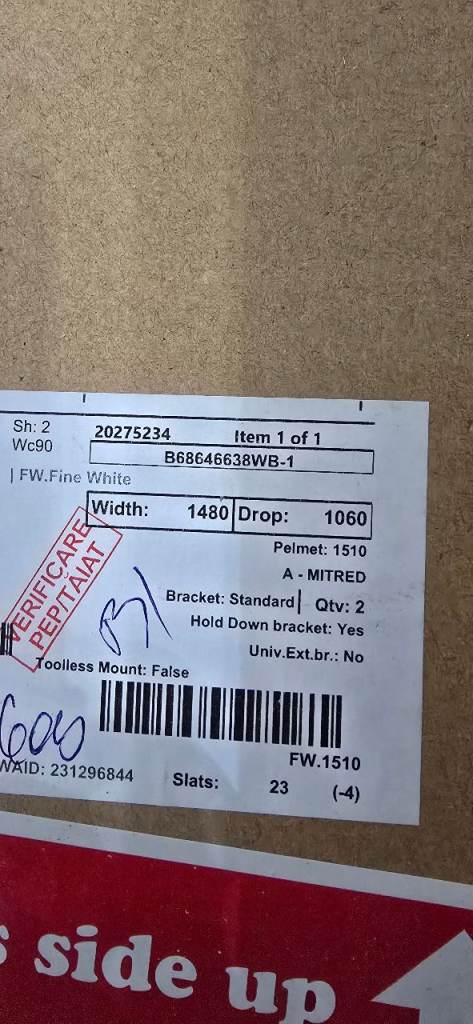 Sh: 2
20275234 Item 1 of 1
Wc90
B68646638WB-1
| FW.Fine White
Width: 1480 Drop: 1060
Pelmet: 1510
A - MITRED
VERIFICARE
PEP/TĂIAT
Bracket: Standard Qty: 2
Hold Down bracket: Yes
Univ.Ext.br.: No
Toolless Mount: False
FW.1510
WAID: 231296844
Slats: 23 (-4)
side up